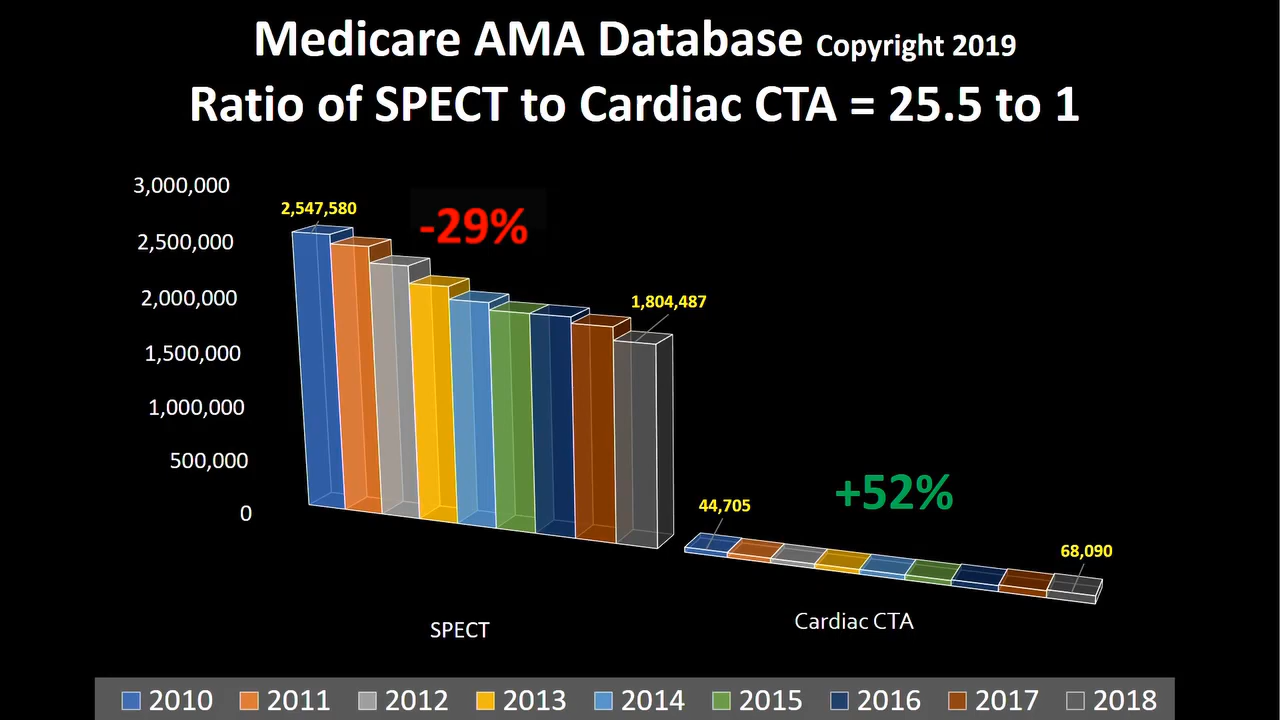 Medicare AMA Database Copyright 2019
Ratio of SPECT to Cardiac CTA = 25.5 to 1
3,000,000
2,500,000
2,000,000
1,500,000
1,000,000
500,000
0
2,547,580
-29%
1,804,487
44,705
+52%
68,090
SPECT
Cardiac CTA
2010 2011 2012 2013 2014 2015 2016 2017 2018